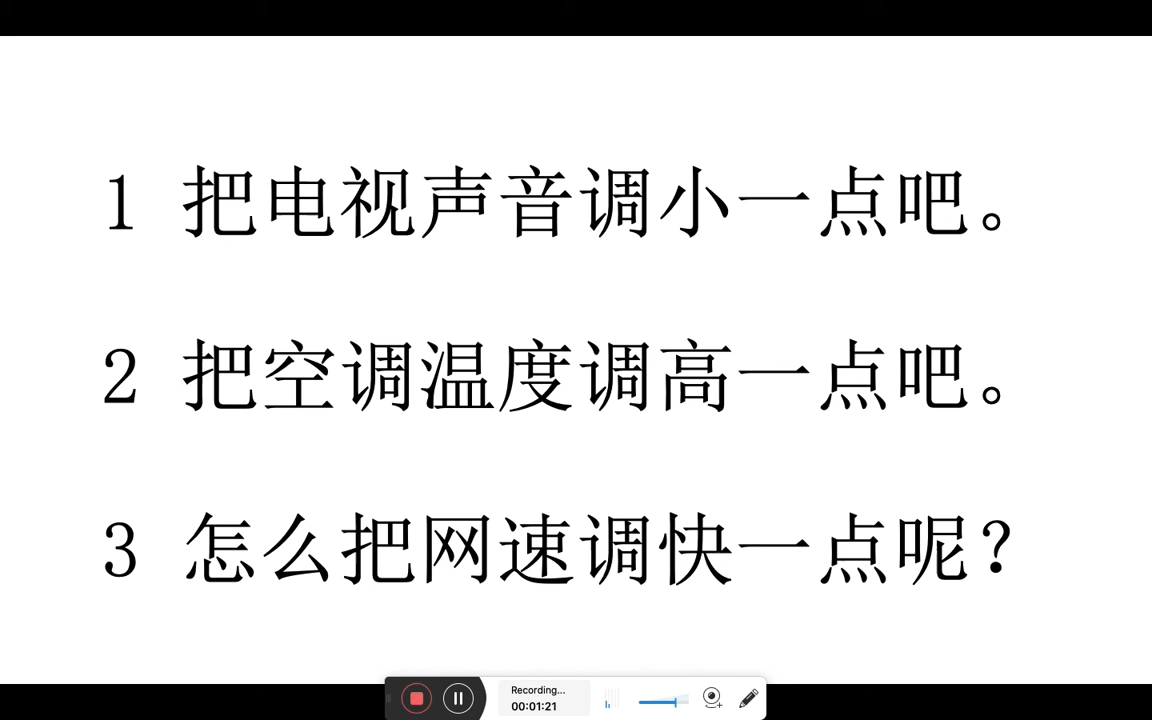 1 把电视声音调小一点吧。
2 把空调温度调高一点吧。
3 怎么把网速调快一点呢？
Recording...
00:01:21